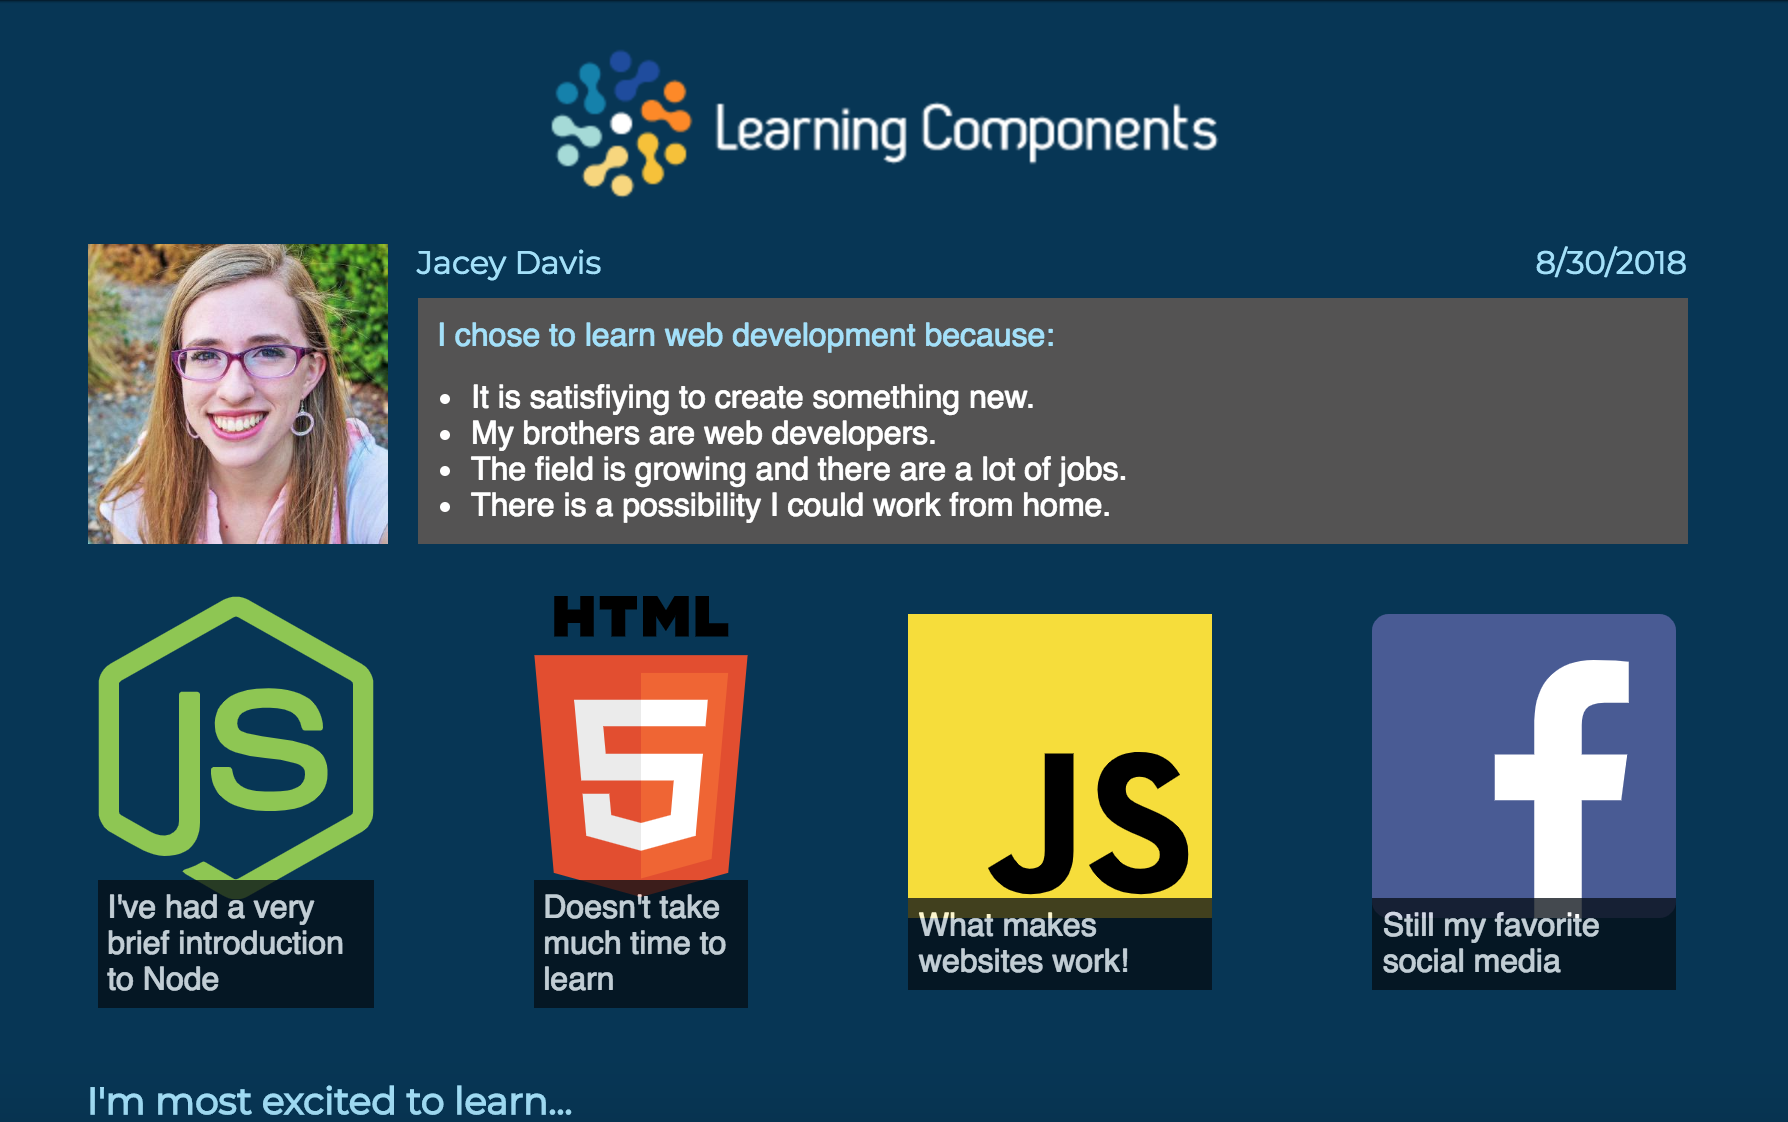 Learning Components
Jacey Davis
8/30/2018
I chose to learn web development because:
• It is satisfiying to create something new.
• My brothers are web developers.
• The field is growing and there are a lot of jobs.
• There is a possibility I could work from home.
JS
HTML
5
JS
f
I've had a very
brief introduction
to Node
Doesn't take
much time to
learn
What makes
websites work!
Still my favorite
social media
I'm most excited to learn...